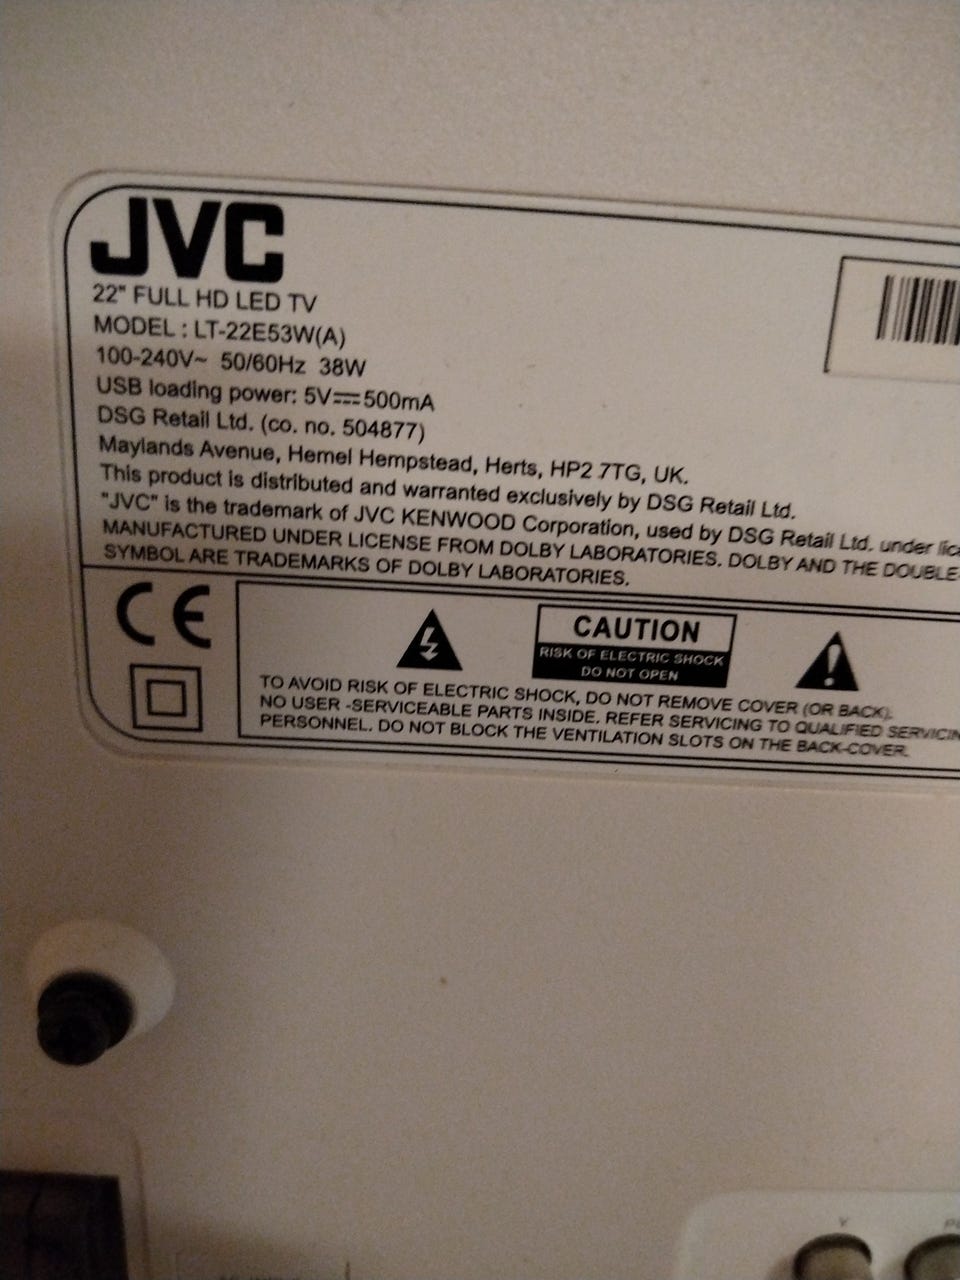 JVC
22" FULL HD LED TV
MODEL : LT-22E53W(A)
100-240V~ 50/60Hz 38W
USB loading power: 5V⎓500mA
DSG Retail Ltd. (co. no. 504877)
Maylands Avenue, Hemel Hempstead, Herts, HP2 7TG, UK.
This product is distributed and warranted exclusively by DSG Retail Ltd.
"JVC" is the trademark of JVC KENWOOD Corporation, used by DSG Retail Ltd. under lic
MANUFACTURED UNDER LICENSE FROM DOLBY LABORATORIES. DOLBY AND THE DOUBLE-
SYMBOL ARE TRADEMARKS OF DOLBY LABORATORIES.
CE
CAUTION
RISK OF ELECTRIC SHOCK
DO NOT OPEN
TO AVOID RISK OF ELECTRIC SHOCK, DO NOT REMOVE COVER (OR BACK).
NO USER -SERVICEABLE PARTS INSIDE. REFER SERVICING TO QUALIFIED SERVICIN
PERSONNEL. DO NOT BLOCK THE VENTILATION SLOTS ON THE BACK-COVER.
Y